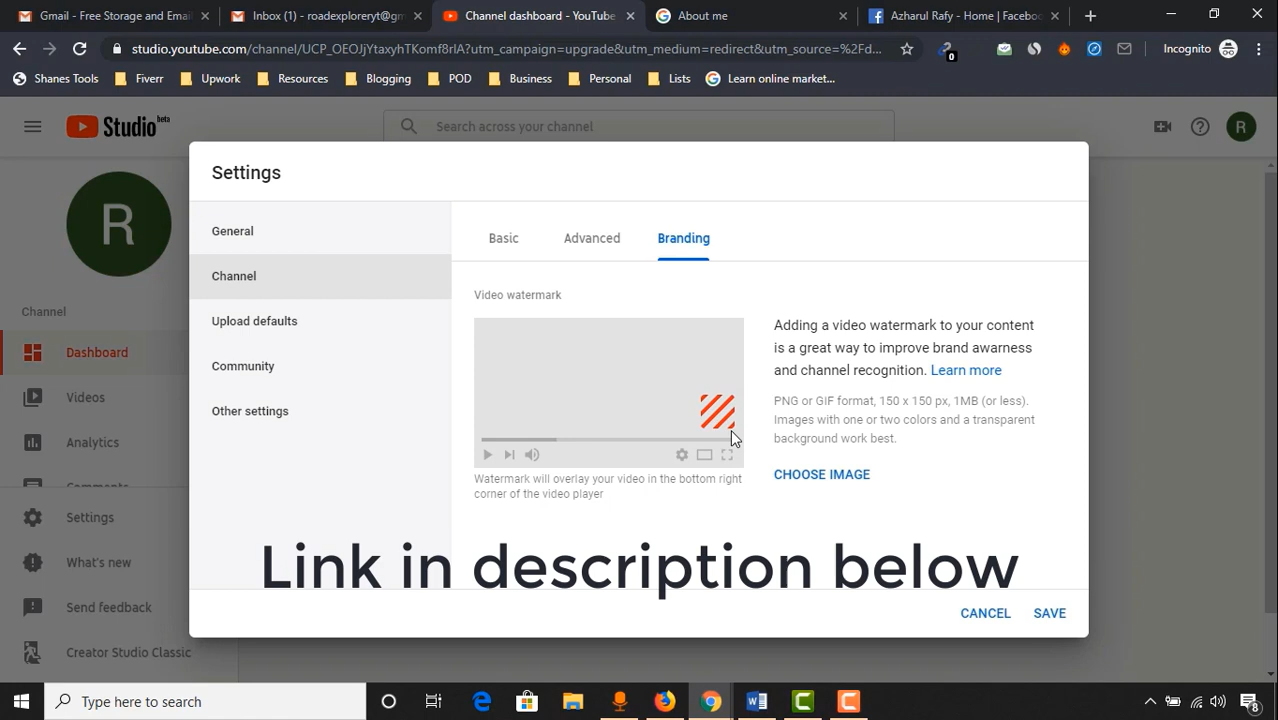 Gmail - Free Storage and Email
Inbox (1) - roadexploreryt@gm
Channel dashboard - YouTube
About me
Azharul Rafy - Home | Facebook
studio.youtube.com/channel/UCP_OEOJjYtaxyhTKomf8rIA?utm_campaign=upgrade&utm_medium=redirect&utm_source=%2Fd...
0
Incognito
Shanes Tools
Fiverr
Upwork
Resources
Blogging
POD
Business
Personal
Lists
Learn online market...
Studio beta
Search across your channel
R
R
Channel
Dashboard
Videos
Analytics
Comments
Settings
What's new
Send feedback
Creator Studio Classic
Settings
General
Channel
Upload defaults
Community
Other settings
Basic
Advanced
Branding
Video watermark
Watermark will overlay your video in the bottom right
corner of the video player
Adding a video watermark to your content
is a great way to improve brand awarness
and channel recognition. Learn more
PNG or GIF format, 150 x 150 px, 1MB (or less).
Images with one or two colors and a transparent
background work best.
CHOOSE IMAGE
Link in description below
CANCEL
SAVE
Type here to search
8